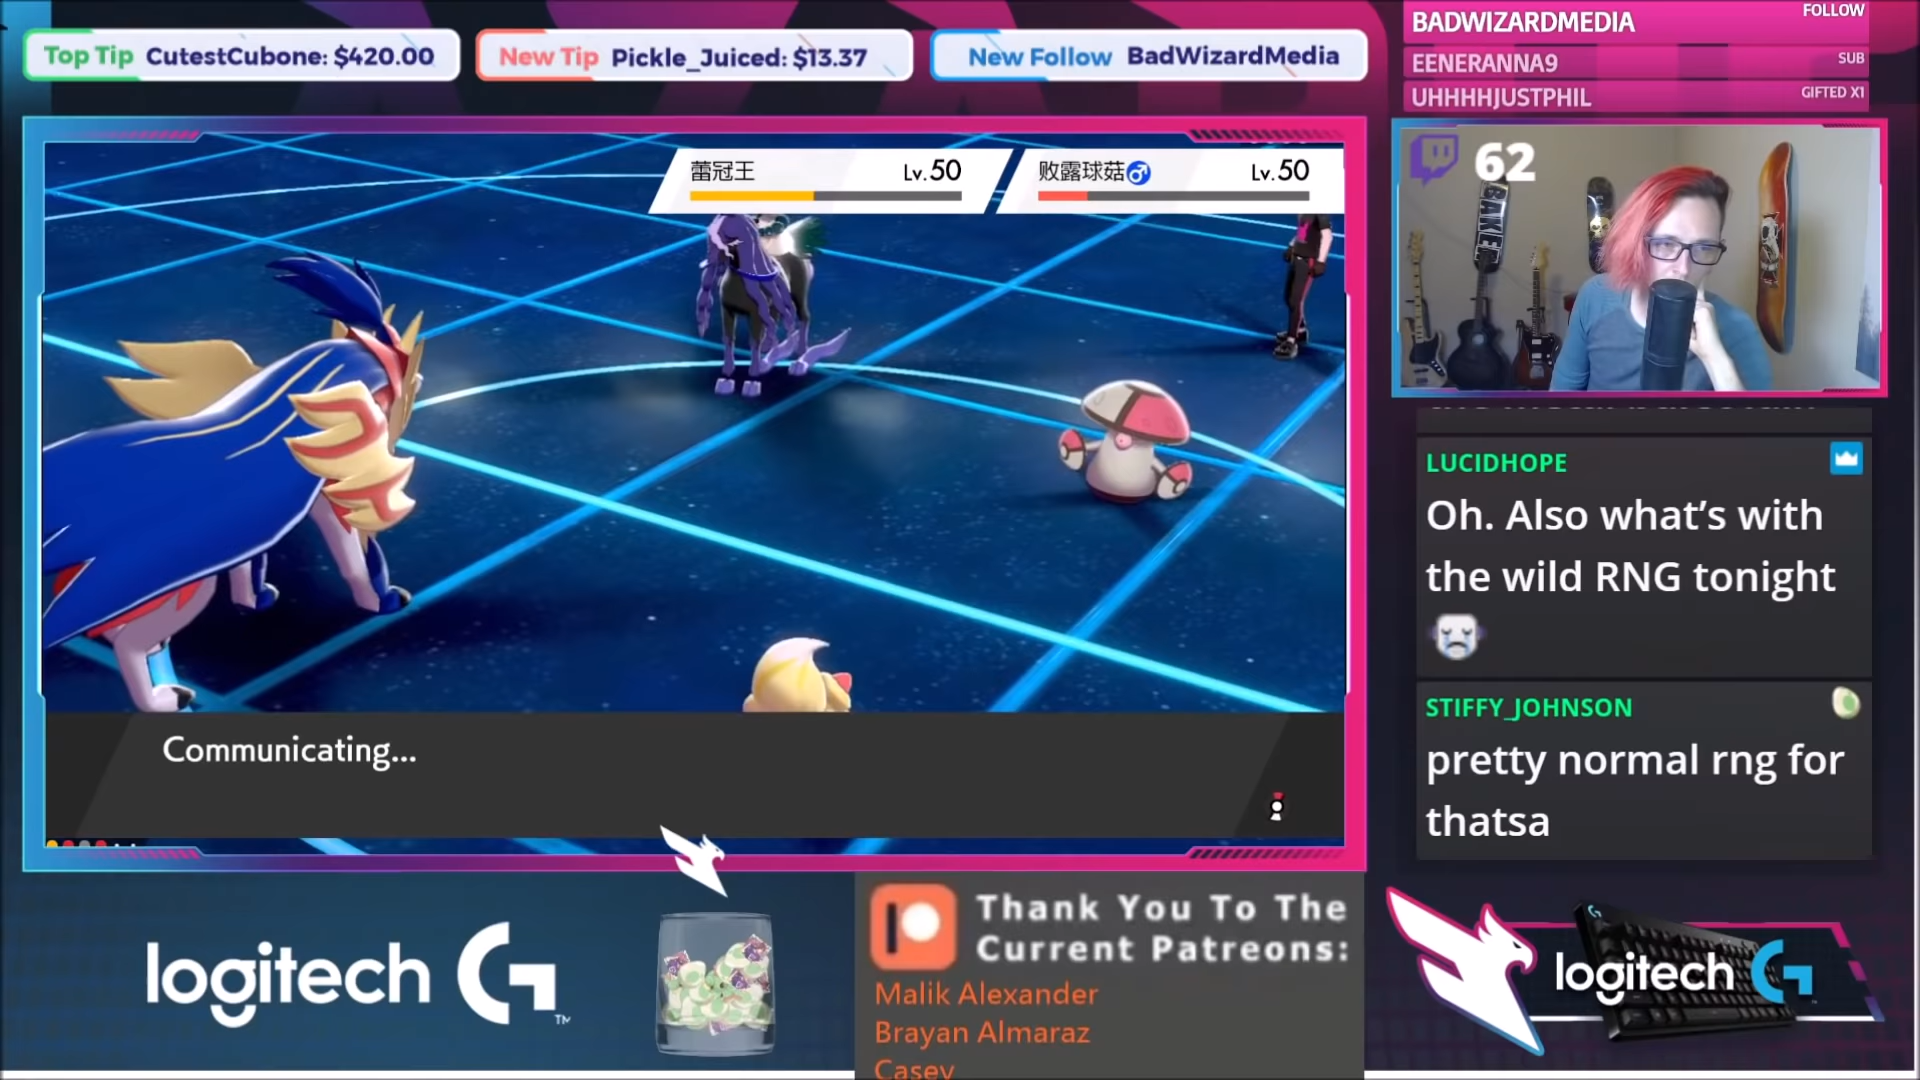 Top Tip CutestCubone: $420.00
New Tip Pickle_Juiced: $13.37
New Follow BadWizardMedia
BADWIZARDMEDIA FOLLOW
EENERANNA9 SUB
UHHHHJUSTPHIL GIFTED X1
蕾冠王 Lv.50
败露球菇♂ Lv.50
62
BAKER
LUCIDHOPE
Oh. Also what's with
the wild RNG tonight
STIFFY_JOHNSON
pretty normal rng for
thatsa
Communicating...
logitech G™
Thank You To The
Current Patreons:
Malik Alexander
Brayan Almaraz
Casey
logitech G